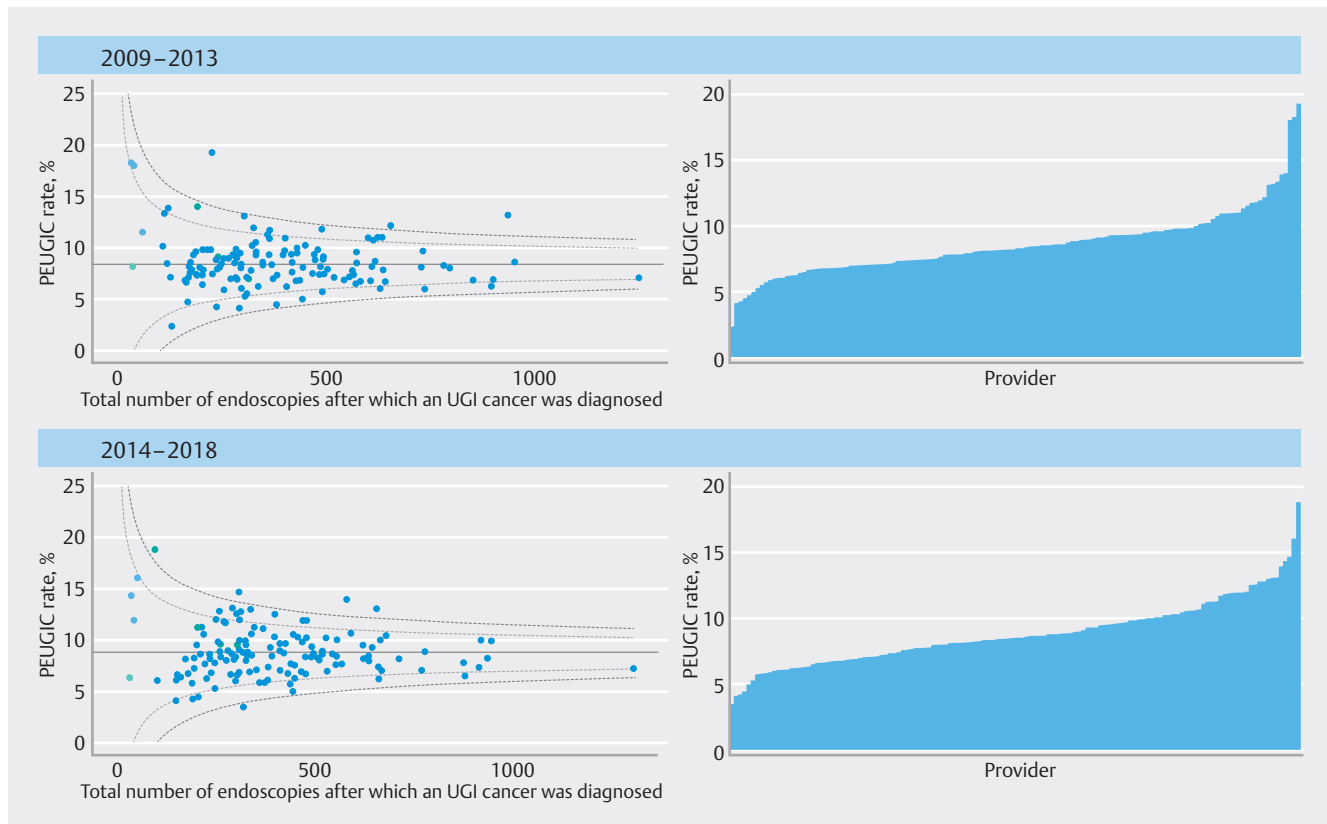 2009–2013
25
20
15
10
5
0
PEUGIC rate, %
0 500 1000
Total number of endoscopies after which an UGI cancer was diagnosed
20
15
10
5
0
PEUGIC rate, %
Provider
2014–2018
25
20
15
10
5
0
PEUGIC rate, %
0 500 1000
Total number of endoscopies after which an UGI cancer was diagnosed
20
15
10
5
0
PEUGIC rate, %
Provider